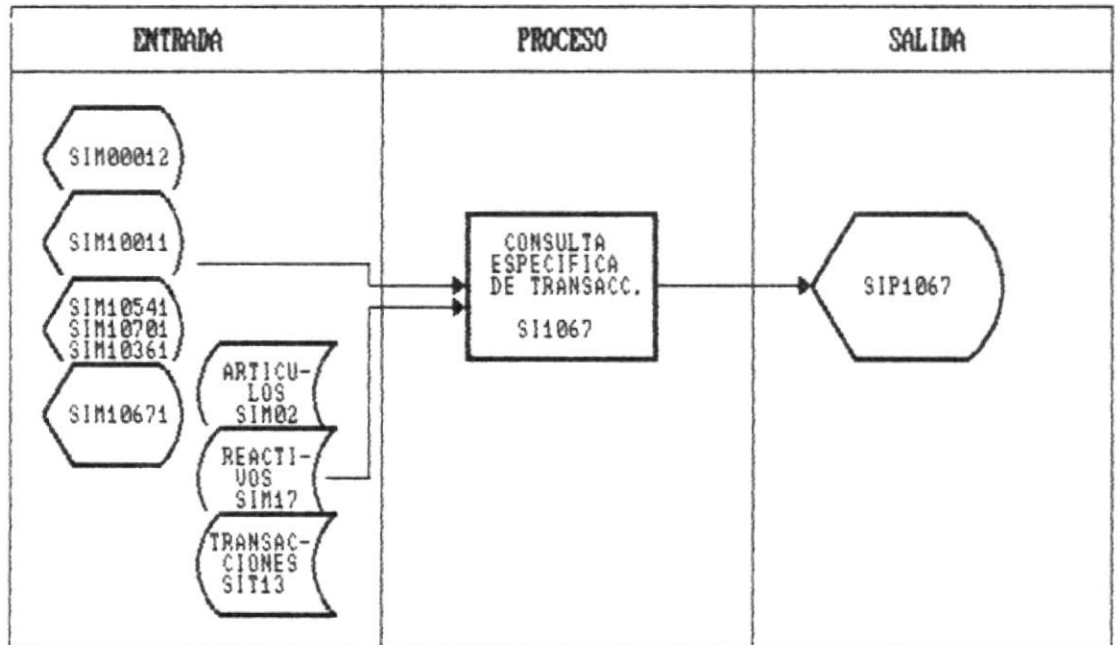 ENTRADA
PROCESO
SALIDA
SIM00012
SIM10011
SIM10541
SIM10701
SIM10361
SIM10671
ARTICU-
LOS
SIM02
REACTI-
VOS
SIM17
TRANSAC-
CIONES
SIT13
CONSULTA
ESPECIFICA
DE TRANSACC.
SI1067
SIP1067